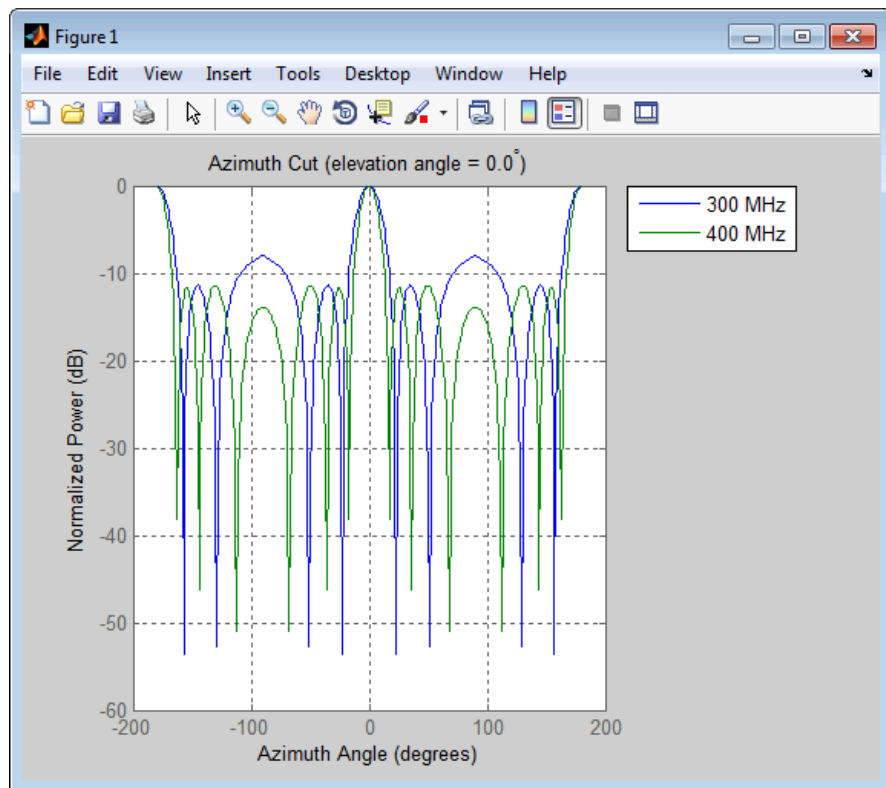 Figure 1
File Edit View Insert Tools Desktop Window Help
Azimuth Cut (elevation angle = 0.0°)
300 MHz
400 MHz
0
-10
-20
-30
-40
-50
-60
Normalized Power (dB)
-200 -100 0 100 200
Azimuth Angle (degrees)